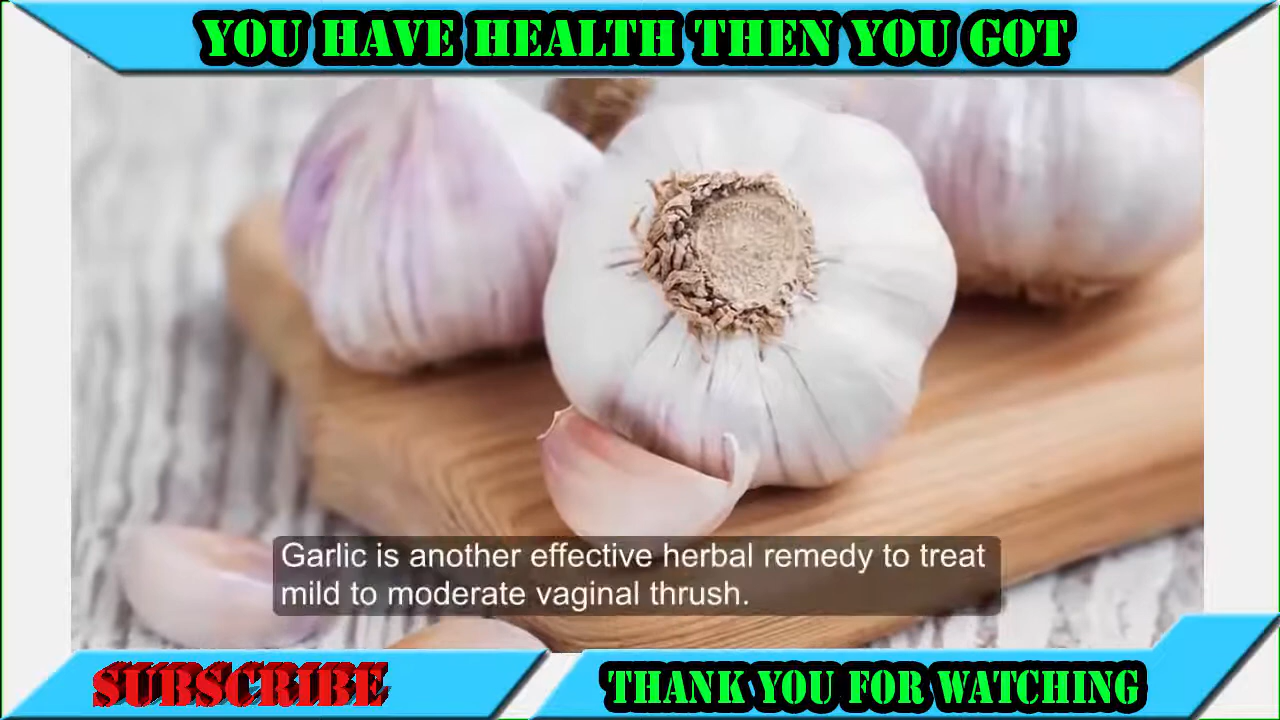 YOU HAVE HEALTH THEN YOU GOT
Garlic is another effective herbal remedy to treat
mild to moderate vaginal thrush.
SUBSCRIBE
THANK YOU FOR WATCHING